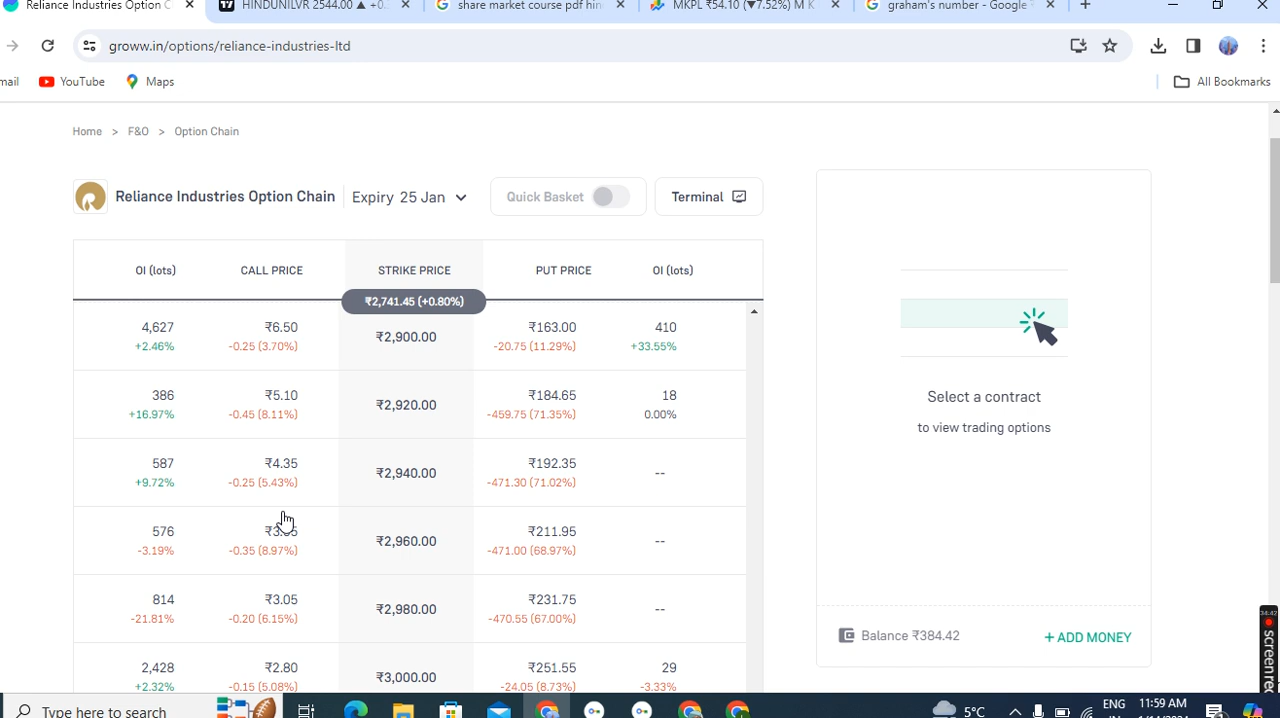 Reliance Industries Option C
HINDUNILVR 2544.00 ▲ +0.
share market course pdf hin
MKPL ₹54.10 (▼7.52%) M K
graham's number - Google
groww.in/options/reliance-industries-ltd
mail
YouTube
Maps
All Bookmarks
Home > F&O > Option Chain
Reliance Industries Option Chain
Expiry 25 Jan
Quick Basket
Terminal
OI (lots) CALL PRICE STRIKE PRICE PUT PRICE OI (lots)
₹2,741.45 (+0.80%)
4,627 ₹6.50 ₹2,900.00 ₹163.00 410
+2.46% -0.25 (3.70%) -20.75 (11.29%) +33.55%
386 ₹5.10 ₹2,920.00 ₹184.65 18
+16.97% -0.45 (8.11%) -459.75 (71.35%) 0.00%
587 ₹4.35 ₹2,940.00 ₹192.35 --
+9.72% -0.25 (5.43%) -471.30 (71.02%)
576 ₹2,960.00 ₹211.95 --
-3.19% -0.35 (8.97%) -471.00 (68.97%)
814 ₹3.05 ₹2,980.00 ₹231.75 --
-21.81% -0.20 (6.15%) -470.55 (67.00%)
2,428 ₹2.80 ₹3,000.00 ₹251.55 29
+2.32% -0.15 (5.08%) -24.05 (8.73%) -3.33%
Select a contract
to view trading options
Balance ₹384.42
+ ADD MONEY
34:42
screen rec
Type here to search
5°C
ENG
IN
11:59 AM